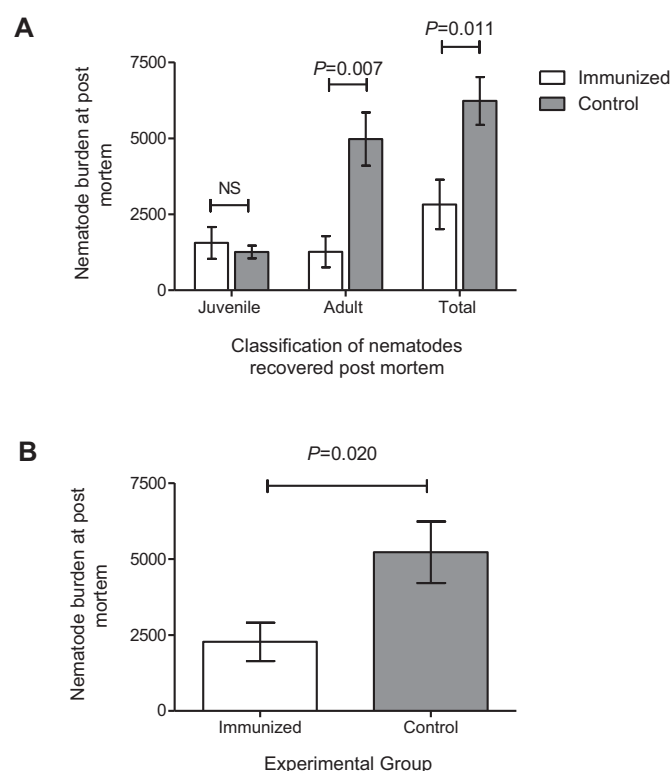 A
P=0.011
P=0.007
NS
Immunized
Control
Nematode burden at post
mortem
7500
5000
2500
0
Juvenile Adult Total
Classification of nematodes
recovered post mortem
B
P=0.020
Nematode burden at post
mortem
7500
5000
2500
0
Immunized Control
Experimental Group